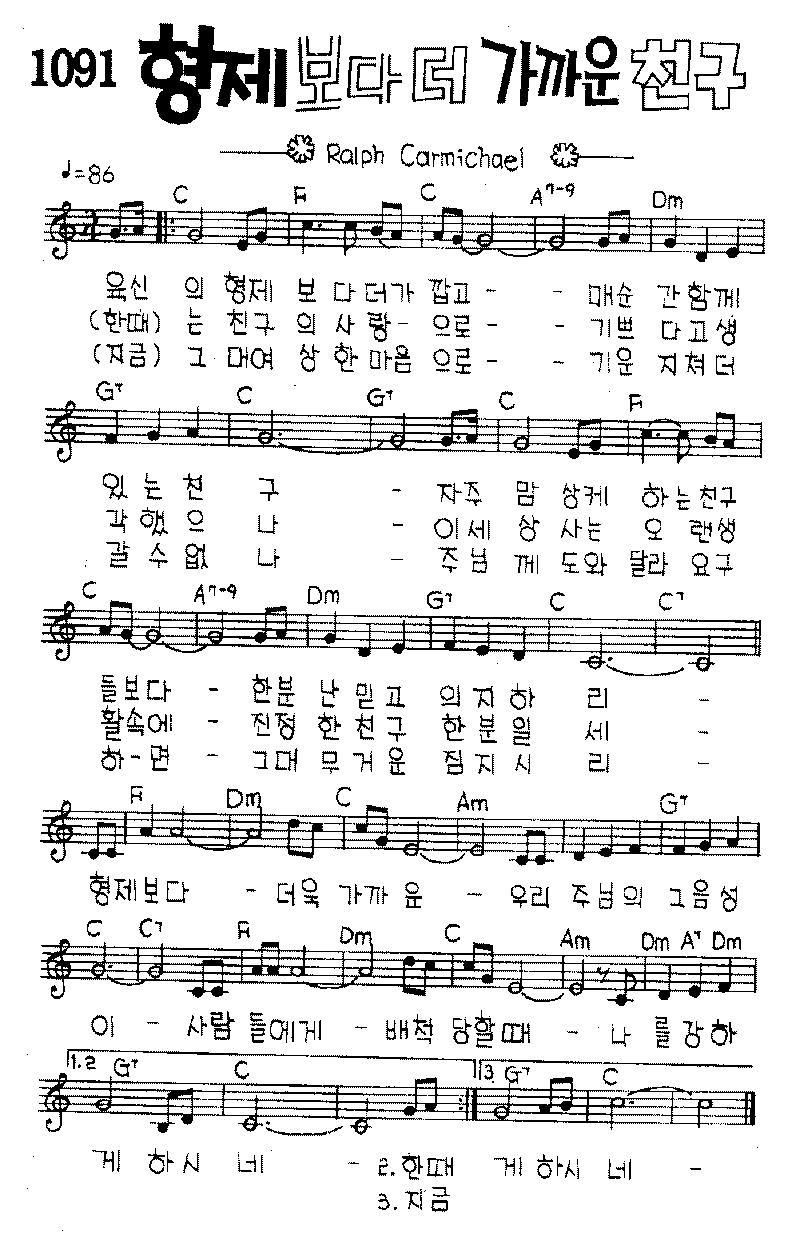 1091 형제보다 더 가까운 친구
Ralph Carmichael
♩=86
C F C A7-9 Dm
육신 의 형제 보 다 더가 깝고 - - 매순 간 함께
(한때) 는 친구 의 사 랑- 으로- - 기쁘 다 고 생
(지금) 그 대여 상 한 마음 으로- - 기운 지 쳐 더
G7 C G7 C F
있 는 친 구 - 자주 맘 상케 하 는 친구
각 했 으 나 - 이세 상 사는 오 랜생
갈 수 없 나 - 주님 께 도와 달라 요구
C A7-9 Dm G7 C C7
들보다 - 한분 난 믿 고 의 지 하 리 -
활속에 - 진정 한 친 구 한 분 일 세 -
하-면 - 그대 무 거 운 짐 지 시 리 -
F Dm C Am G7
형제보다 - 더욱 가까 운 - 우리 주 님 의 그 음 성
C C7 F Dm C Am Dm A7 Dm
이 - 사람 들에게 - 배척 당할 때 - 나 를 강 하
1.2 G7 C 3 G7 C
게 하 시 네 - 2. 한때 게 하시 네 -
3. 지금